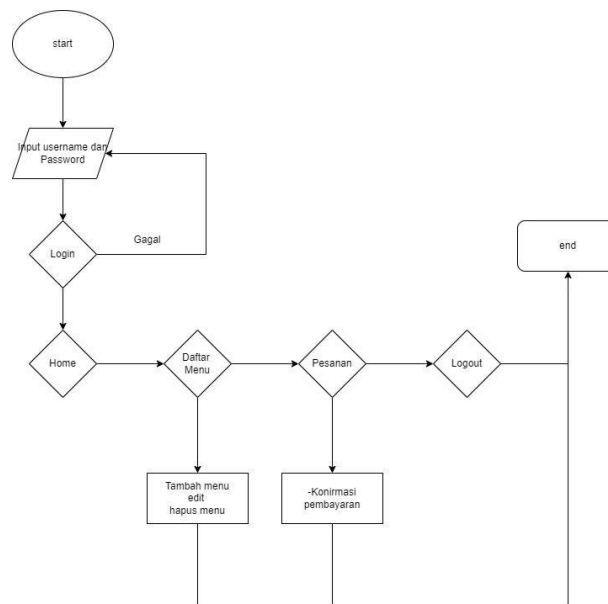 start
Input username dan
Password
Gagal
Login
end
Home
Daftar
Menu
Pesanan
Logout
Tambah menu
edit
hapus menu
-Konirmasi
pembayaran